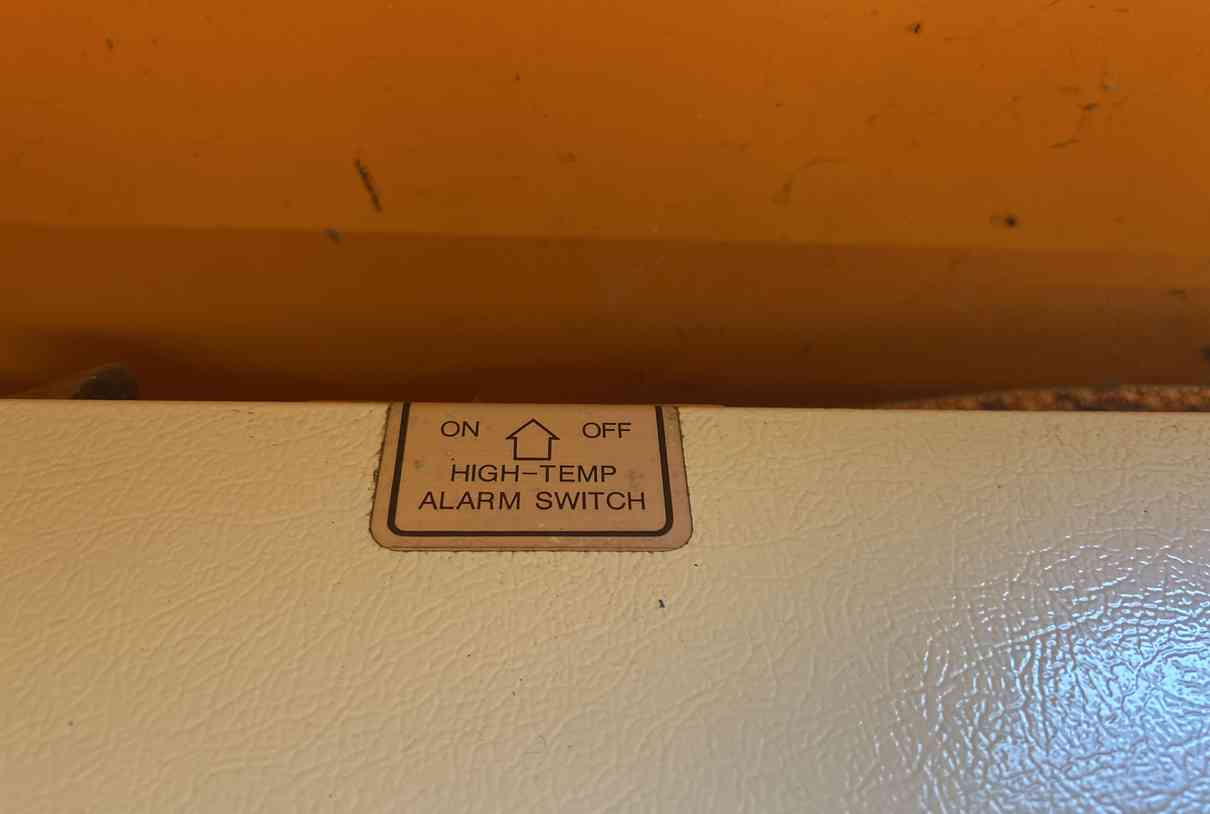 ON OFF
HIGH-TEMP
ALARM SWITCH